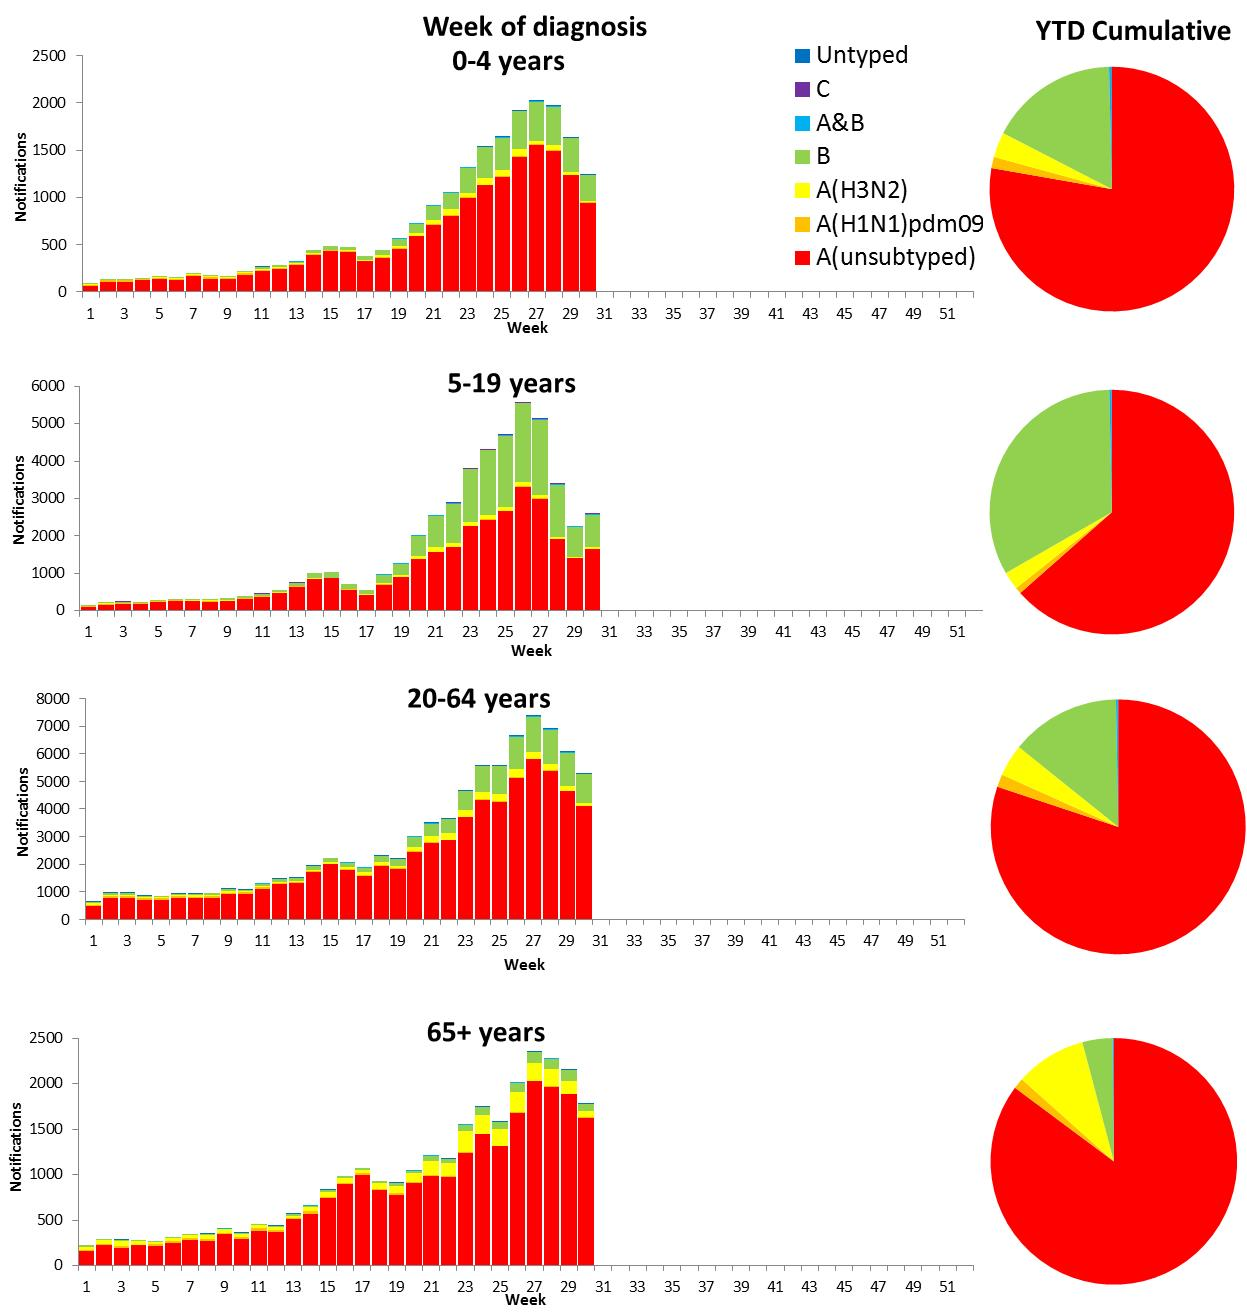 Week of diagnosis
YTD Cumulative
0-4 years
Untyped
C
A&B
B
A(H3N2)
A(H1N1)pdm09
A(unsubtyped)
Notifications
2500
2000
1500
1000
500
0
1 3 5 7 9 11 13 15 17 19 21 23 25 27 29 31 33 35 37 39 41 43 45 47 49 51
Week
5-19 years
Notifications
6000
5000
4000
3000
2000
1000
0
1 3 5 7 9 11 13 15 17 19 21 23 25 27 29 31 33 35 37 39 41 43 45 47 49 51
Week
20-64 years
Notifications
8000
7000
6000
5000
4000
3000
2000
1000
0
1 3 5 7 9 11 13 15 17 19 21 23 25 27 29 31 33 35 37 39 41 43 45 47 49 51
Week
65+ years
Notifications
2500
2000
1500
1000
500
0
1 3 5 7 9 11 13 15 17 19 21 23 25 27 29 31 33 35 37 39 41 43 45 47 49 51
Week